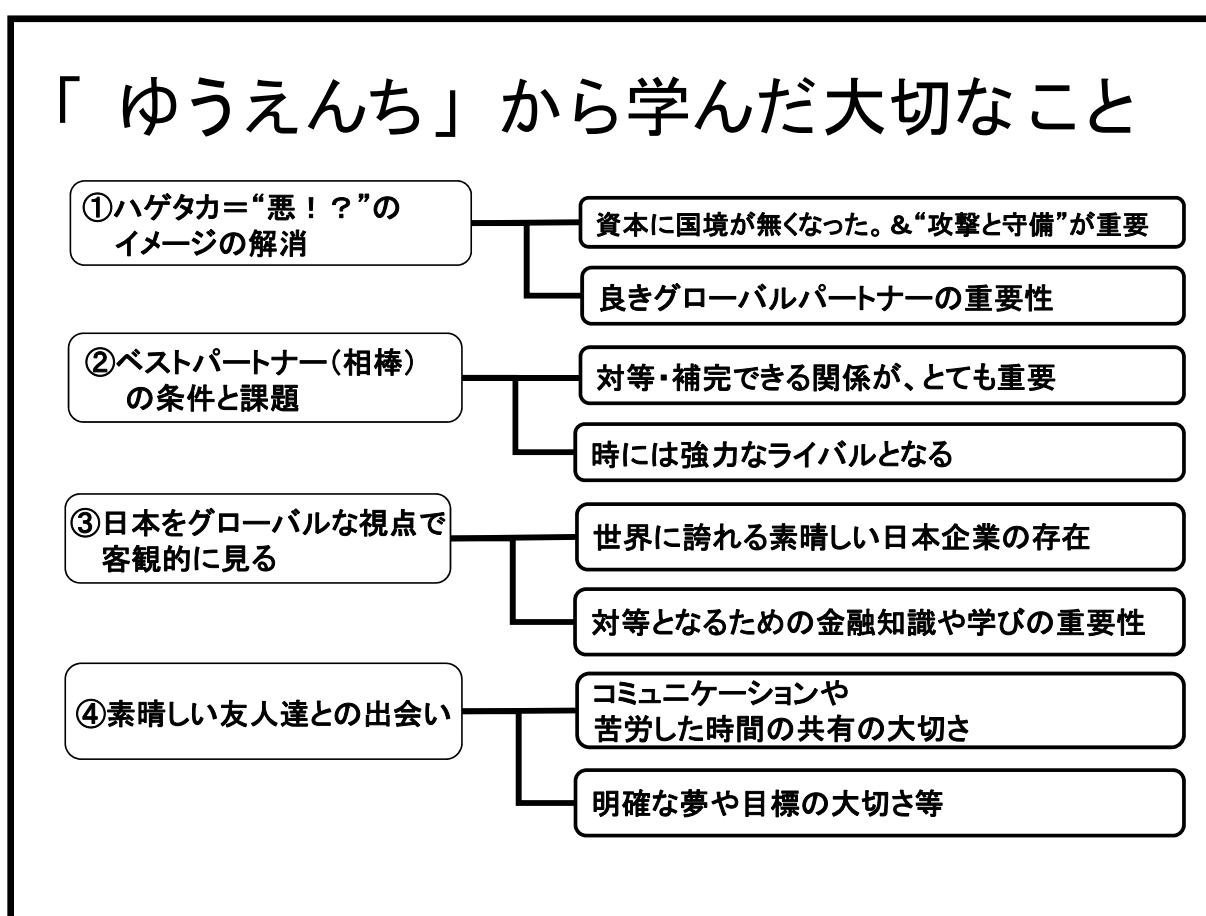 「 ゆうえんち」 から学んだ大切なこと
①ハゲタカ＝“悪！？”の
イメージの解消
資本に国境が無くなった。&“攻撃と守備”が重要
良きグローバルパートナーの重要性
②ベストパートナー(相棒)
の条件と課題
対等・補完できる関係が、とても重要
時には強力なライバルとなる
③日本をグローバルな視点で
客観的に見る
世界に誇れる素晴しい日本企業の存在
対等となるための金融知識や学びの重要性
④素晴しい友人達との出会い
コミュニケーションや
苦労した時間の共有の大切さ
明確な夢や目標の大切さ等